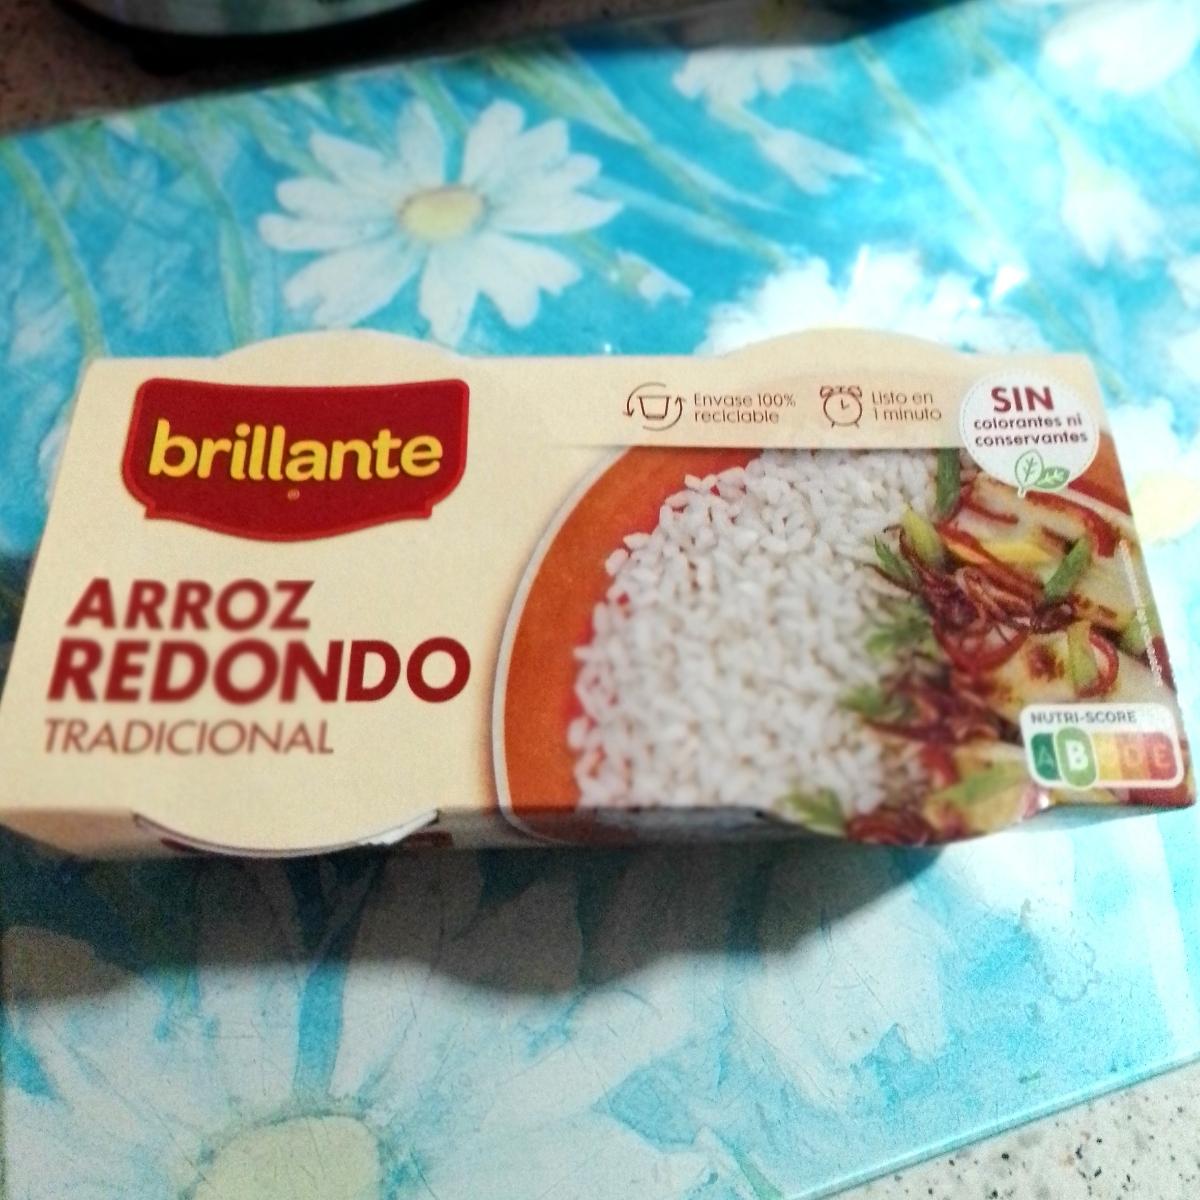 brillante
ARROZ
REDONDO
TRADICIONAL
Envase 100%
reciclable
Listo en
1 minuto
SIN
colorantes ni
conservantes
NUTRI-SCORE
A B C D E